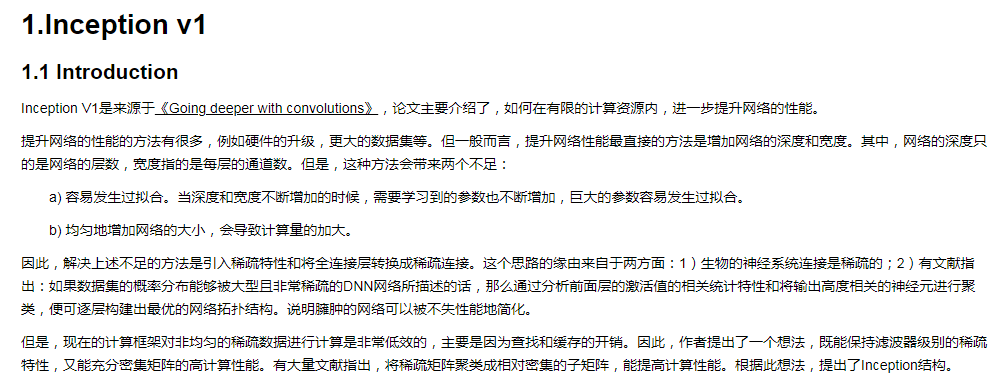 1.Inception v1
1.1 Introduction
Inception V1是来源于《Going deeper with convolutions》，论文主要介绍了，如何在有限的计算资源内，进一步提升网络的性能。
提升网络的性能的方法有很多，例如硬件的升级，更大的数据集等。但一般而言，提升网络性能最直接的方法是增加网络的深度和宽度。其中，网络的深度只
的是网络的层数，宽度指的是每层的通道数。但是，这种方法会带来两个不足：
a) 容易发生过拟合。当深度和宽度不断增加的时候，需要学习到的参数也不断增加，巨大的参数容易发生过拟合。
b) 均匀地增加网络的大小，会导致计算量的加大。
因此，解决上述不足的方法是引入稀疏特性和将全连接层转换成稀疏连接。这个思路的缘由来自于两方面：1）生物的神经系统连接是稀疏的；2）有文献指
出：如果数据集的概率分布能够被大型且非常稀疏的DNN网络所描述的话，那么通过分析前面层的激活值的相关统计特性和将输出高度相关的神经元进行聚
类，便可逐层构建出最优的网络拓扑结构。说明臃肿的网络可以被不失性能地简化。
但是，现在的计算框架对非均匀的稀疏数据进行计算是非常低效的，主要是因为查找和缓存的开销。因此，作者提出了一个想法，既能保持滤波器级别的稀疏
特性，又能充分密集矩阵的高计算性能。有大量文献指出，将稀疏矩阵聚类成相对密集的子矩阵，能提高计算性能。根据此想法，提出了Inception结构。